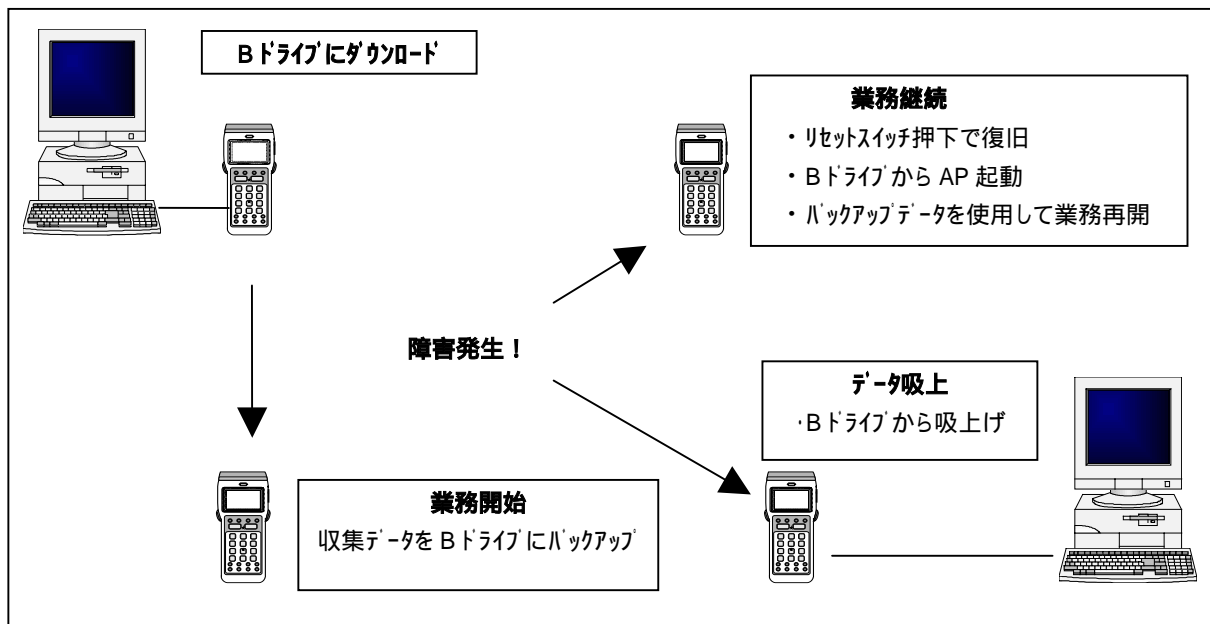 Bﾄﾞﾗｲﾌﾞにﾀﾞｳﾝﾛｰﾄﾞ
業務継続
・ﾘｾｯﾄｽｲｯﾁ押下で復旧
・Bﾄﾞﾗｲﾌﾞから AP 起動
・ﾊﾞｯｸｱｯﾌﾟﾃﾞｰﾀを使用して業務再開
障害発生！
ﾃﾞｰﾀ吸上
・Bﾄﾞﾗｲﾌﾞから吸上げ
業務開始
収集ﾃﾞｰﾀを Bﾄﾞﾗｲﾌﾞにﾊﾞｯｸｱｯﾌﾟ